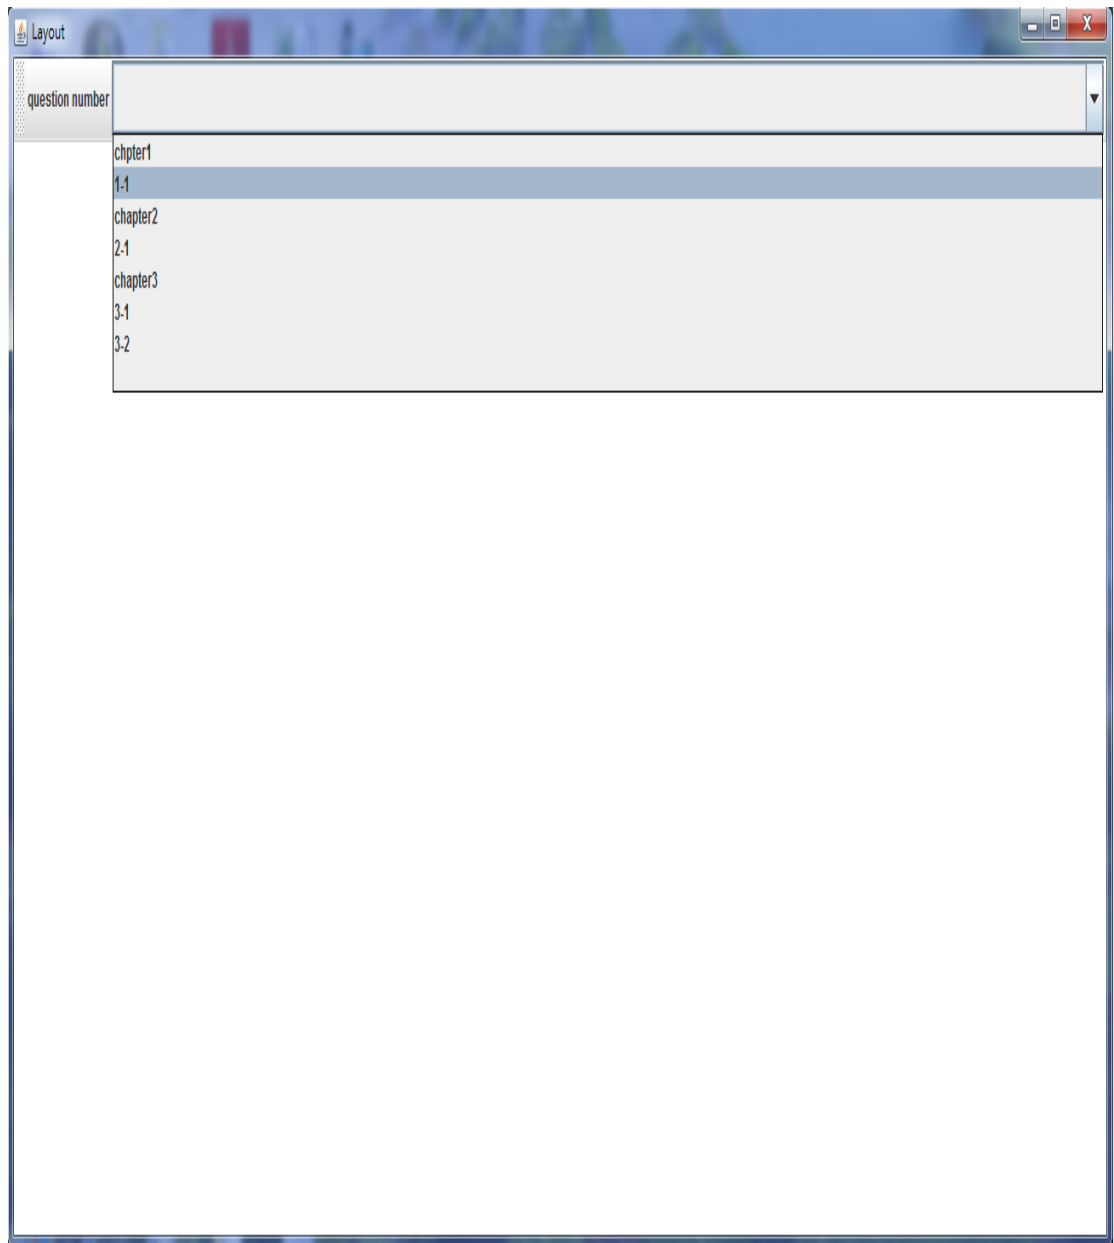 Layout
question number
chpter1
1-1
chapter2
2-1
chapter3
3-1
3-2